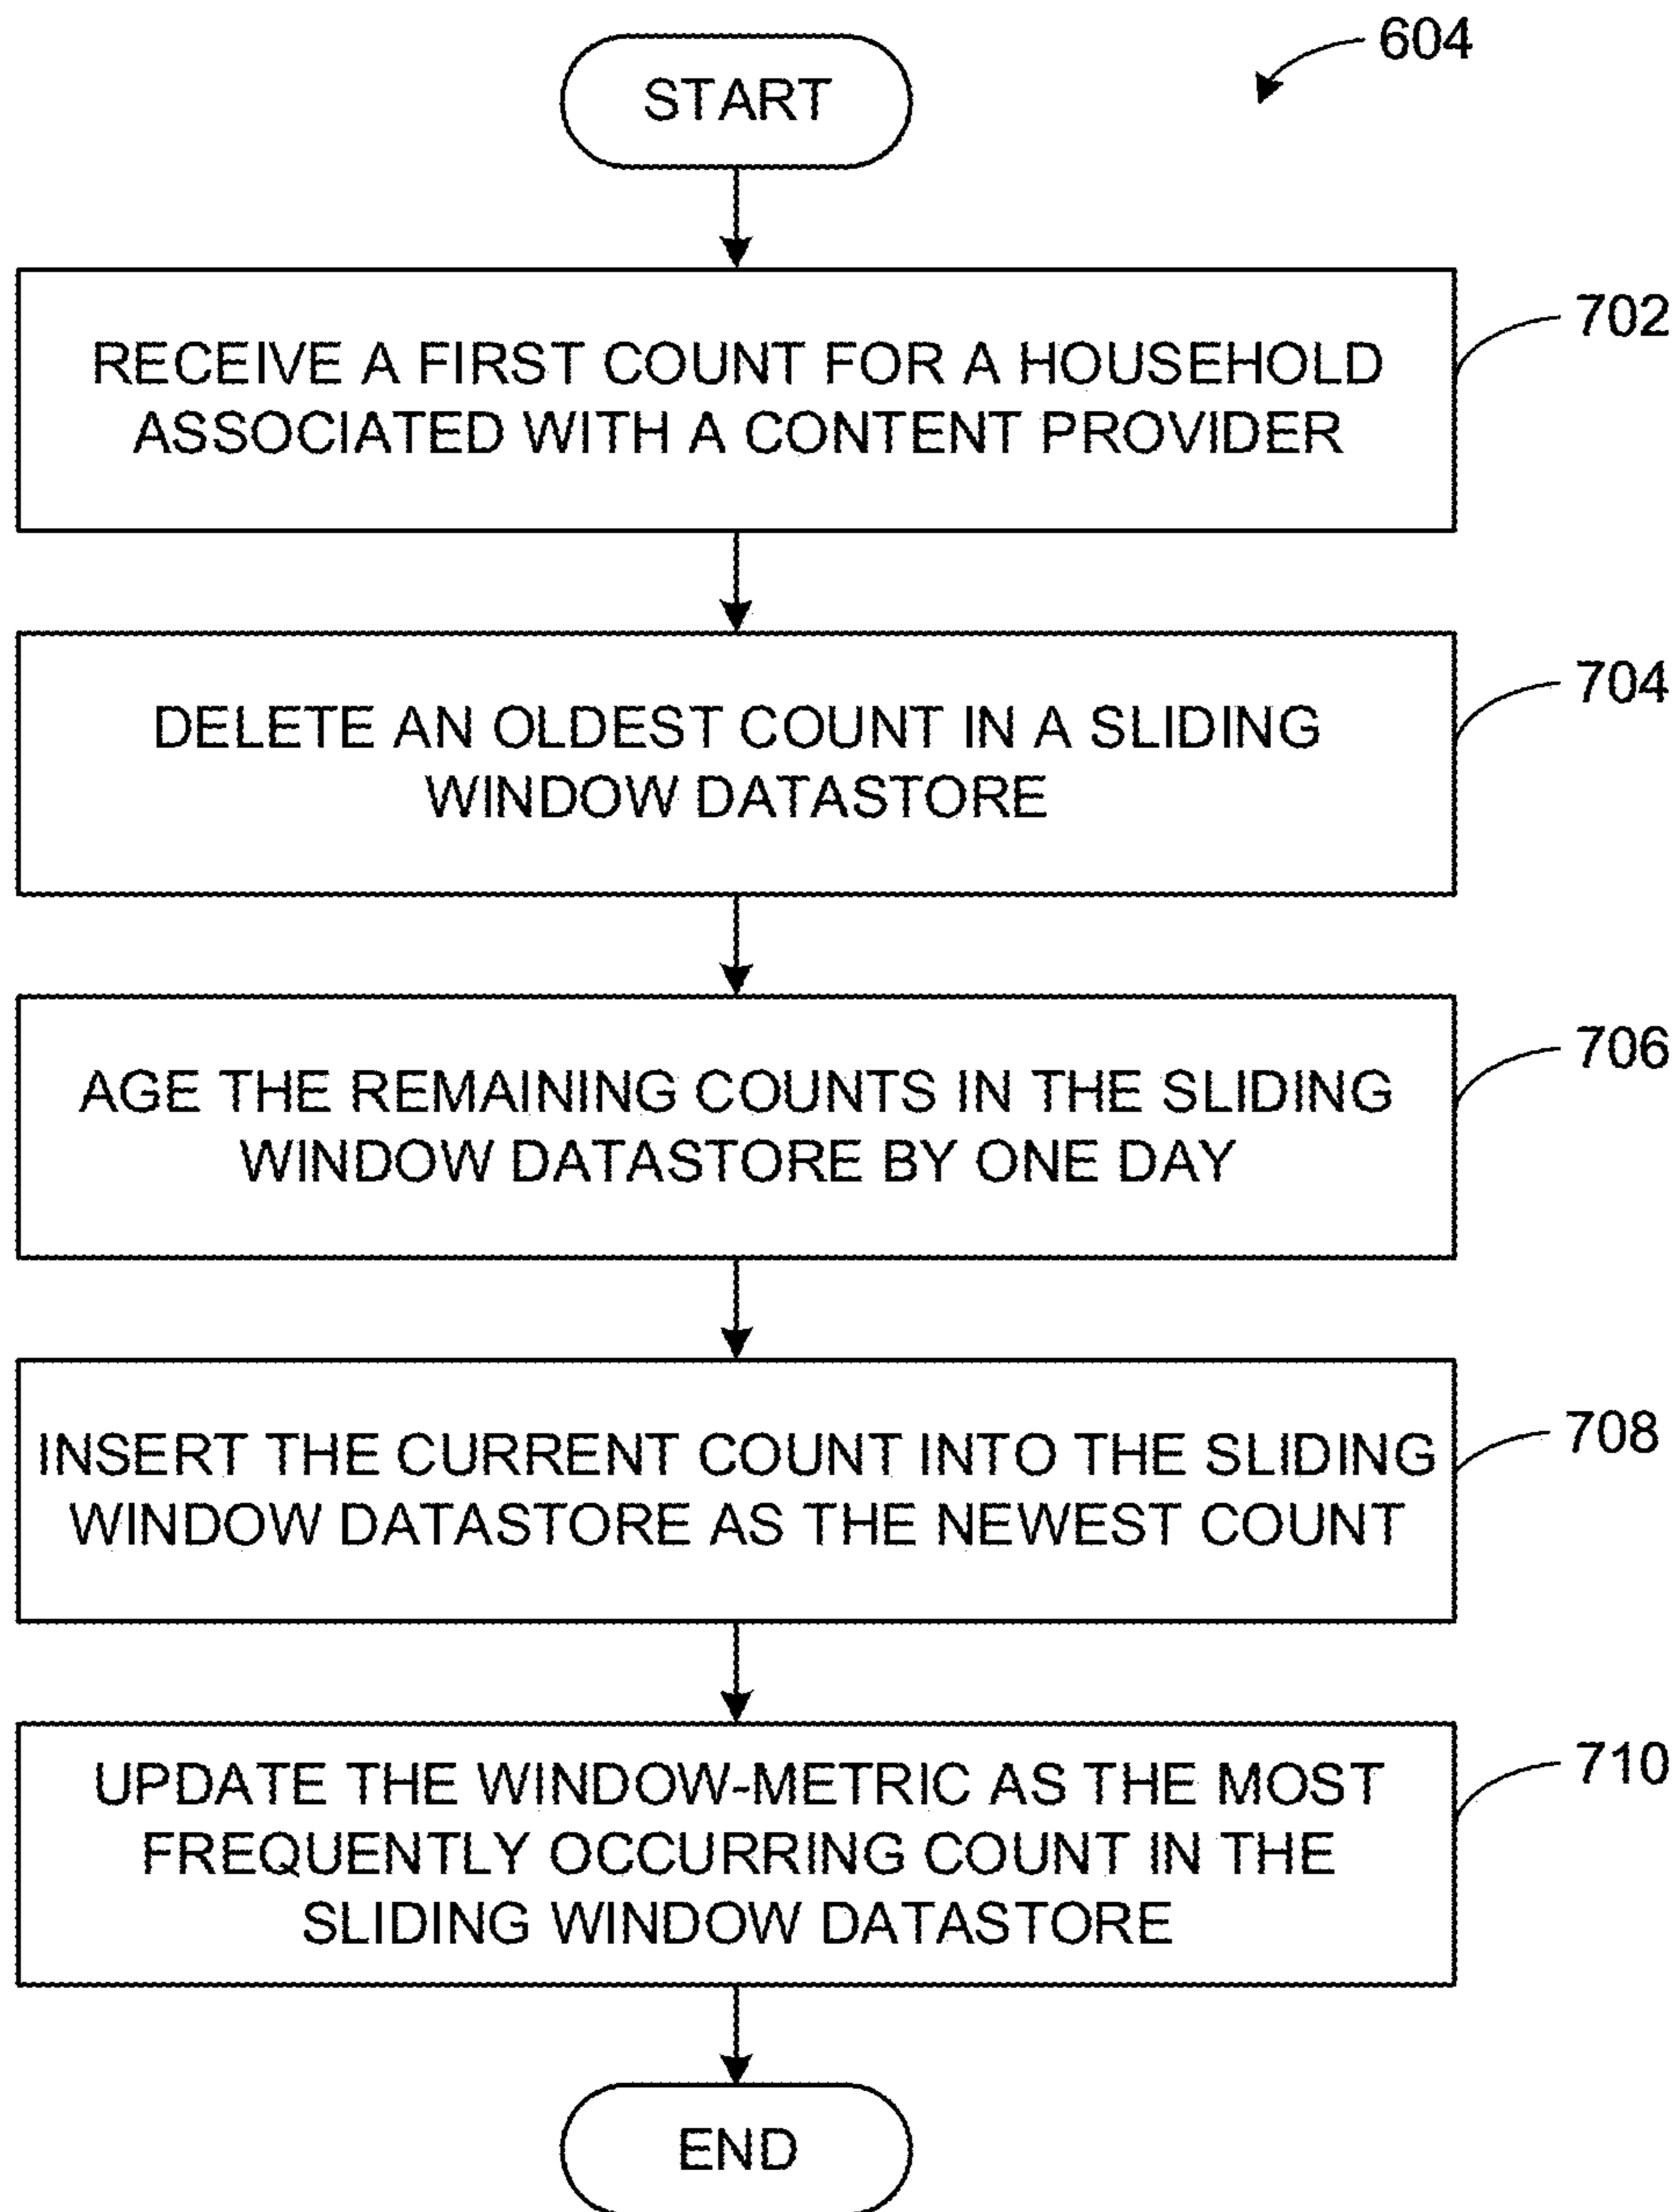 604
START
702
RECEIVE A FIRST COUNT FOR A HOUSEHOLD
ASSOCIATED WITH A CONTENT PROVIDER
704
DELETE AN OLDEST COUNT IN A SLIDING
WINDOW DATASTORE
706
AGE THE REMAINING COUNTS IN THE SLIDING
WINDOW DATASTORE BY ONE DAY
708
INSERT THE CURRENT COUNT INTO THE SLIDING
WINDOW DATASTORE AS THE NEWEST COUNT
710
UPDATE THE WINDOW-METRIC AS THE MOST
FREQUENTLY OCCURRING COUNT IN THE
SLIDING WINDOW DATASTORE
END